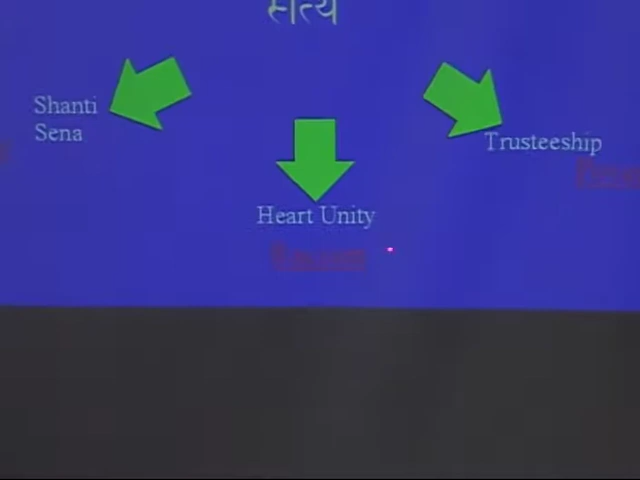 सत्य
Shanti
Sena
Trusteeship
Heart Unity